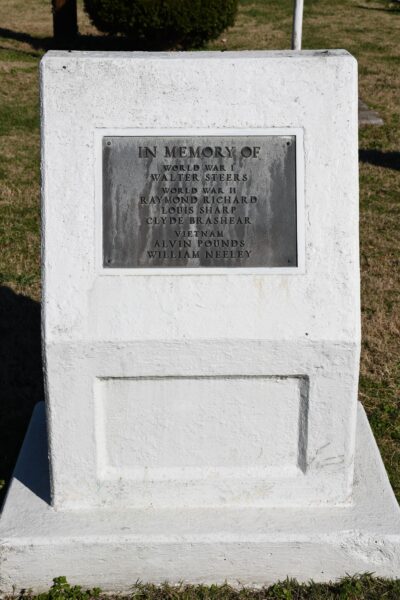 IN MEMORY OF
WORLD WAR I
WALTER STEERS
WORLD WAR II
RAYMOND RICHARD
LOUIS SHARP
CLYDE BRASHEAR
VIETNAM
ALVIN POUNDS
WILLIAM NEELEY